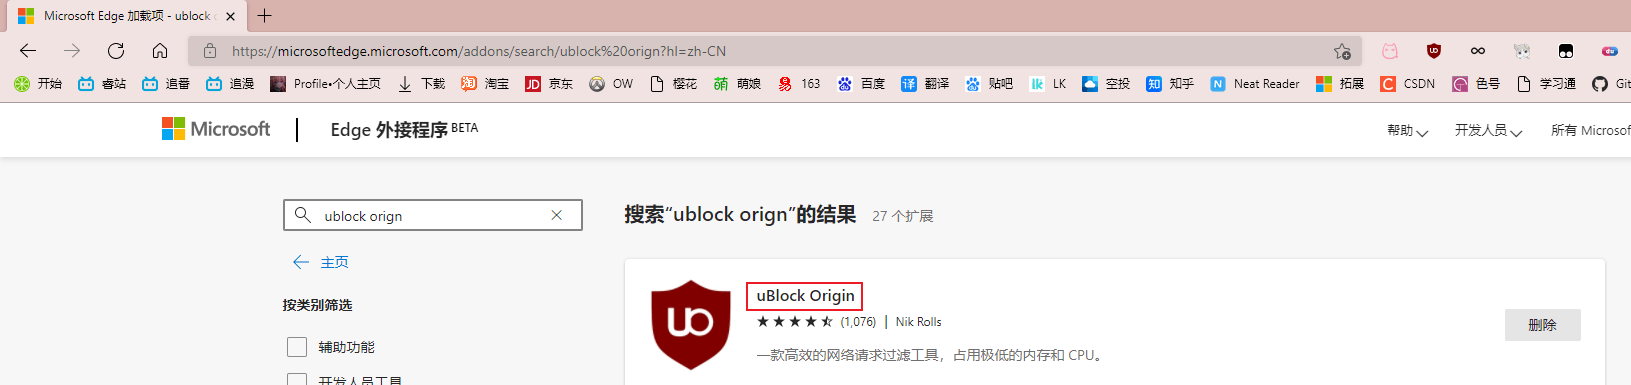 Microsoft Edge 加载项 - ublock
https://microsoftedge.microsoft.com/addons/search/ublock%20orign?hl=zh-CN
开始 睿站 追番 追漫 Profile•个人主页 下载 淘宝 JD 京东 OW 樱花 萌 萌娘 易 163 百度 译 翻译 贴吧 lk LK 空投 知 知乎 N Neat Reader 拓展 C CSDN 色号 学习通 Git
Microsoft Edge 外接程序 BETA 帮助 开发人员 所有 Microsof
ublock orign
搜索“ublock orign”的结果 27 个扩展
主页
按类别筛选
uBlock Origin
(1,076) | Nik Rolls
删除
辅助功能
一款高效的网络请求过滤工具，占用极低的内存和 CPU。
开发人员工具